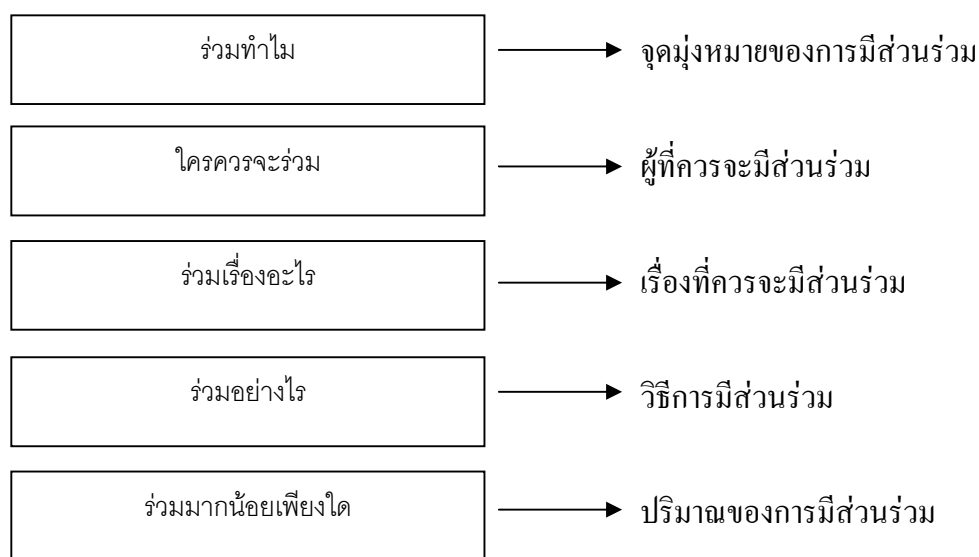 ร่วมทำไม
จุดมุ่งหมายของการมีส่วนร่วม
ใครควรจะร่วม
ผู้ที่ควรจะมีส่วนร่วม
ร่วมเรื่องอะไร
เรื่องที่ควรจะมีส่วนร่วม
ร่วมอย่างไร
วิธีการมีส่วนร่วม
ร่วมมากน้อยเพียงใด
ปริมาณของการมีส่วนร่วม